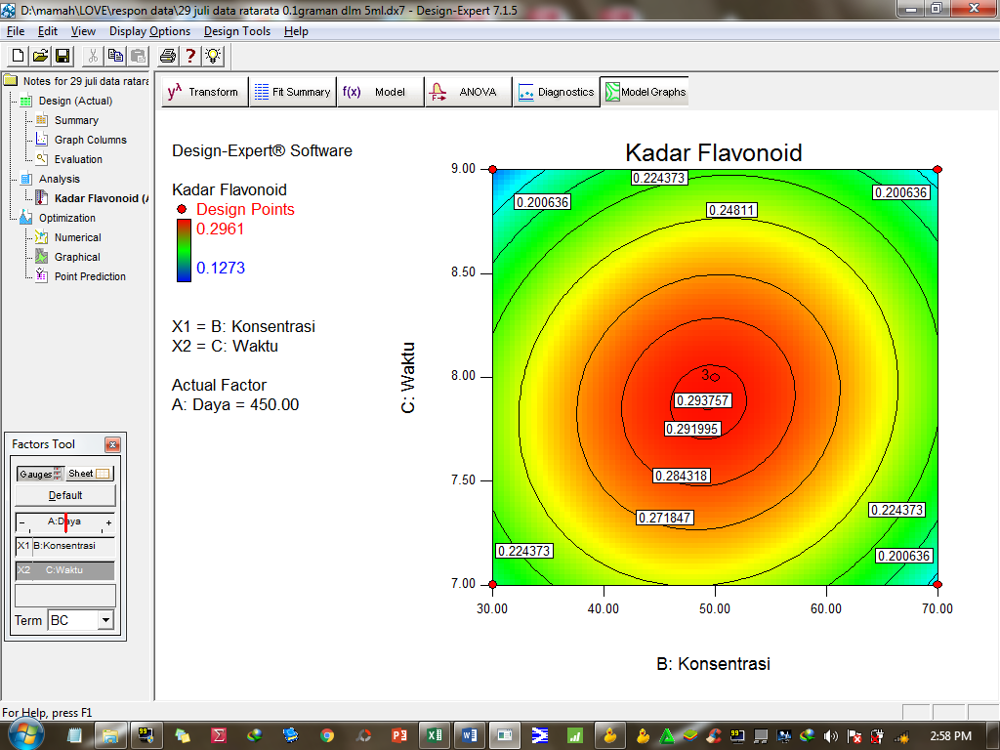 D:\mamah\LOVE\respon data\29 juli data ratarata 0.1graman dlm 5ml.dx7 - Design-Expert 7.1.5
File Edit View Display Options Design Tools Help
Notes for 29 juli data ratara
Design (Actual)
Summary
Graph Columns
Evaluation
Analysis
Kadar Flavonoid (A
Optimization
Numerical
Graphical
Point Prediction
yλ Transform
Fit Summary
f(x) Model
ANOVA
Diagnostics
Model Graphs
Design-Expert® Software
Kadar Flavonoid
Design Points
0.2961
0.1273
X1 = B: Konsentrasi
X2 = C: Waktu
Actual Factor
A: Daya = 450.00
Kadar Flavonoid
9.00
8.50
8.00
7.50
7.00
C: Waktu
0.224373
0.200636
0.200636
0.24811
3
0.293757
0.291995
0.284318
0.271847
0.224373
0.224373
0.200636
30.00 40.00 50.00 60.00 70.00
B: Konsentrasi
Factors Tool
Gauges Sheet
Default
- A:Daya +
X1 B:Konsentrasi
X2 C:Waktu
Term BC
For Help, press F1
2:58 PM